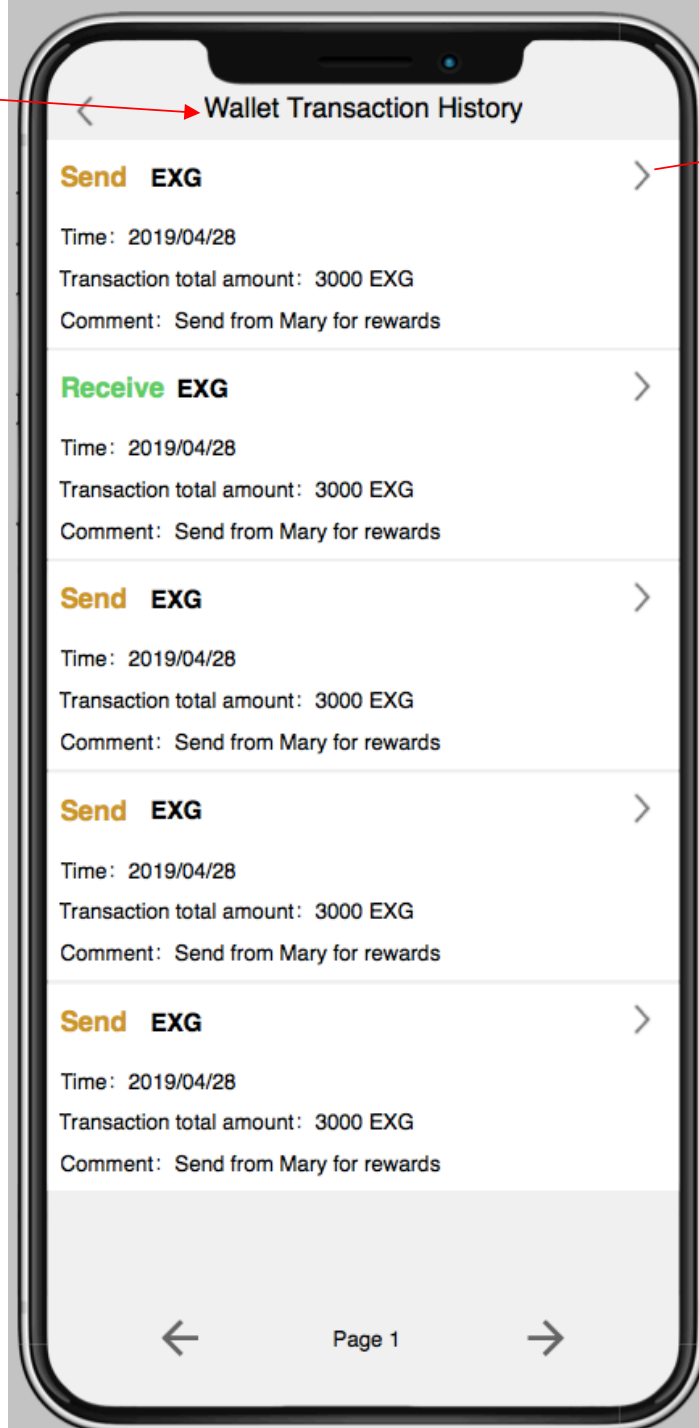 Wallet Transaction History
Send EXG
Time：2019/04/28
Transaction total amount：3000 EXG
Comment：Send from Mary for rewards
Receive EXG
Time：2019/04/28
Transaction total amount：3000 EXG
Comment：Send from Mary for rewards
Send EXG
Time：2019/04/28
Transaction total amount：3000 EXG
Comment：Send from Mary for rewards
Send EXG
Time：2019/04/28
Transaction total amount：3000 EXG
Comment：Send from Mary for rewards
Send EXG
Time：2019/04/28
Transaction total amount：3000 EXG
Comment：Send from Mary for rewards
Page 1